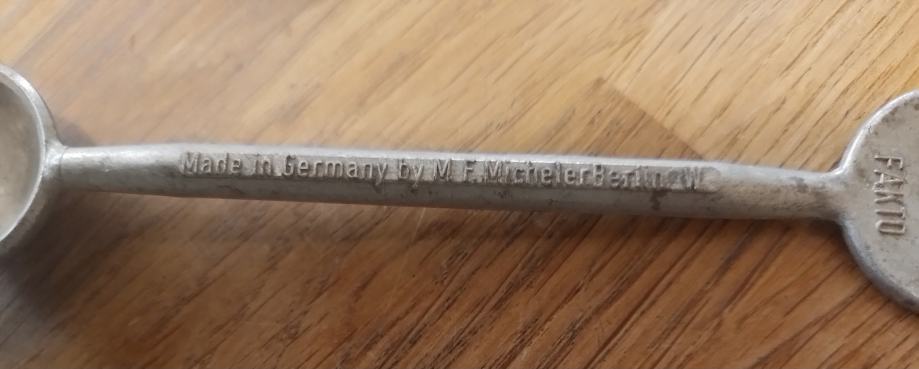 Made in Germany by M.F. Micheler Berlin. W
FAKTO